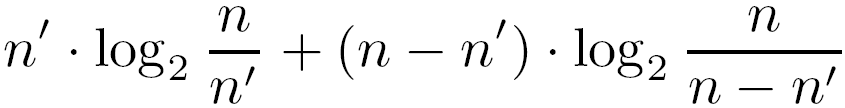 n′ · log₂ n/n′ + (n − n′) · log₂ n/(n − n′)